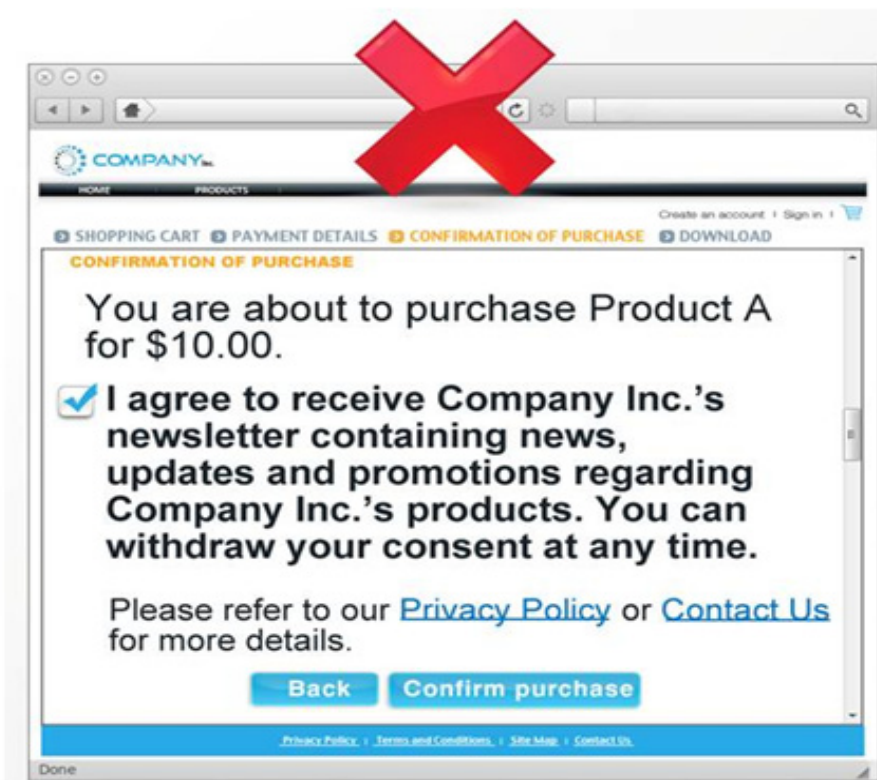 COMPANY Inc.
HOME PRODUCTS
Create an account Sign in
SHOPPING CART PAYMENT DETAILS CONFIRMATION OF PURCHASE DOWNLOAD
CONFIRMATION OF PURCHASE
You are about to purchase Product A
for $10.00.
I agree to receive Company Inc.'s
newsletter containing news,
updates and promotions regarding
Company Inc.'s products. You can
withdraw your consent at any time.
Please refer to our Privacy Policy or Contact Us
for more details.
Back Confirm purchase
Privacy Policy | Terms and Conditions | Site Map | Contact Us
Done